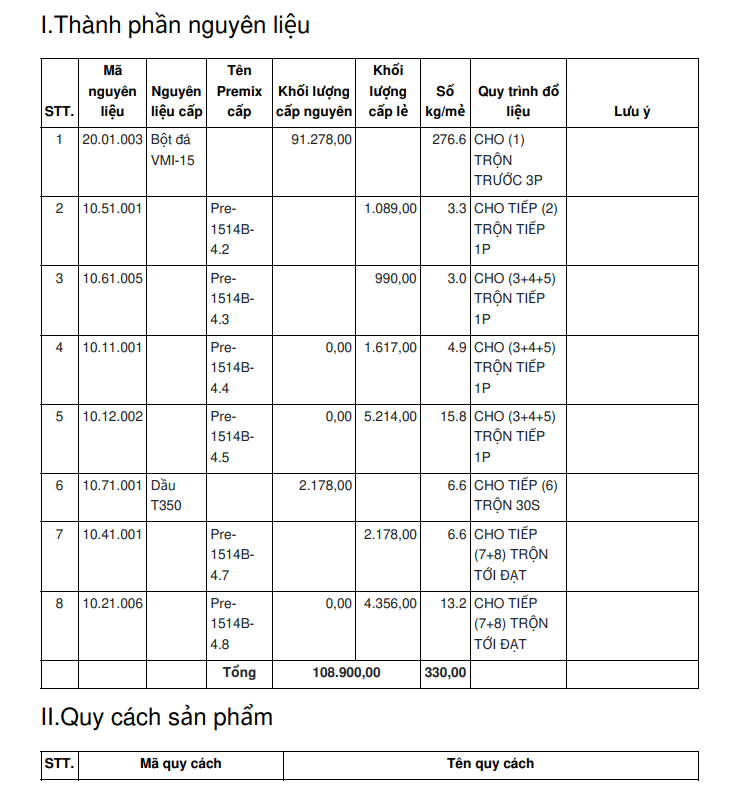 I.Thành phần nguyên liệu
STT. Mã nguyên liệu Nguyên liệu cấp Tên Premix cấp Khối lượng cấp nguyên Khối lượng cấp lẻ Số kg/mẻ Quy trình đổ liệu Lưu ý
1 20.01.003 Bột đá VMI-15 91.278,00 276.6 CHO (1) TRỘN TRƯỚC 3P
2 10.51.001 Pre-1514B-4.2 1.089,00 3.3 CHO TIẾP (2) TRỘN TIẾP 1P
3 10.61.005 Pre-1514B-4.3 990,00 3.0 CHO (3+4+5) TRỘN TIẾP 1P
4 10.11.001 Pre-1514B-4.4 0,00 1.617,00 4.9 CHO (3+4+5) TRỘN TIẾP 1P
5 10.12.002 Pre-1514B-4.5 0,00 5.214,00 15.8 CHO (3+4+5) TRỘN TIẾP 1P
6 10.71.001 Dầu T350 2.178,00 6.6 CHO TIẾP (6) TRỘN 30S
7 10.41.001 Pre-1514B-4.7 2.178,00 6.6 CHO TIẾP (7+8) TRỘN TỚI ĐẠT
8 10.21.006 Pre-1514B-4.8 0,00 4.356,00 13.2 CHO TIẾP (7+8) TRỘN TỚI ĐẠT
Tổng 108.900,00 330,00
II.Quy cách sản phẩm
STT. Mã quy cách Tên quy cách